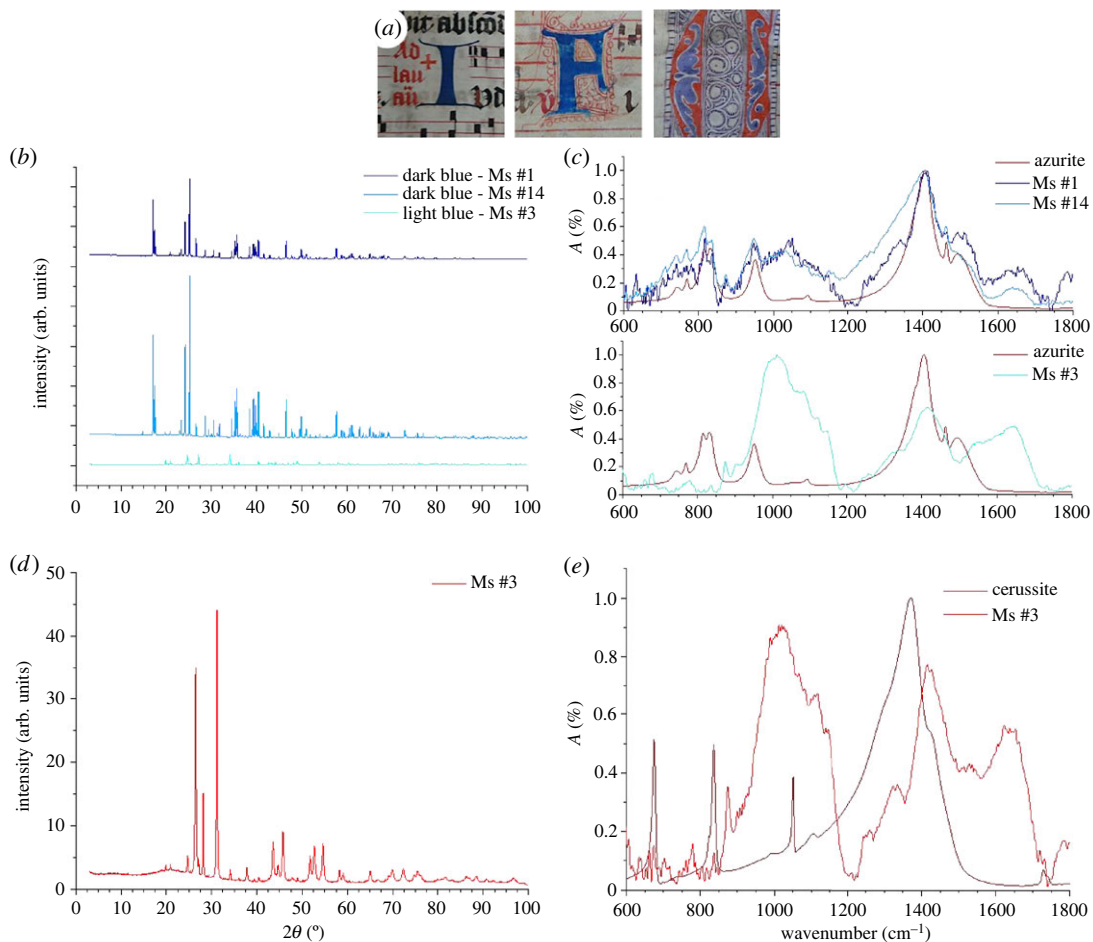 (a)
Ad
lau
(b)
dark blue - Ms #1
dark blue - Ms #14
light blue - Ms #3
intensity (arb. units)
0 10 20 30 40 50 60 70 80 90 100
2θ (°)
(c)
azurite
Ms #1
Ms #14
A (%)
1.0
0.8
0.6
0.4
0.2
0
600 800 1000 1200 1400 1600 1800
azurite
Ms #3
A (%)
1.0
0.8
0.6
0.4
0.2
0
600 800 1000 1200 1400 1600 1800
(d)
Ms #3
intensity (arb. units)
50
40
30
20
10
0
0 10 20 30 40 50 60 70 80 90 100
2θ (°)
(e)
cerussite
Ms #3
A (%)
1.0
0.8
0.6
0.4
0.2
0
600 800 1000 1200 1400 1600 1800
wavenumber (cm⁻¹)